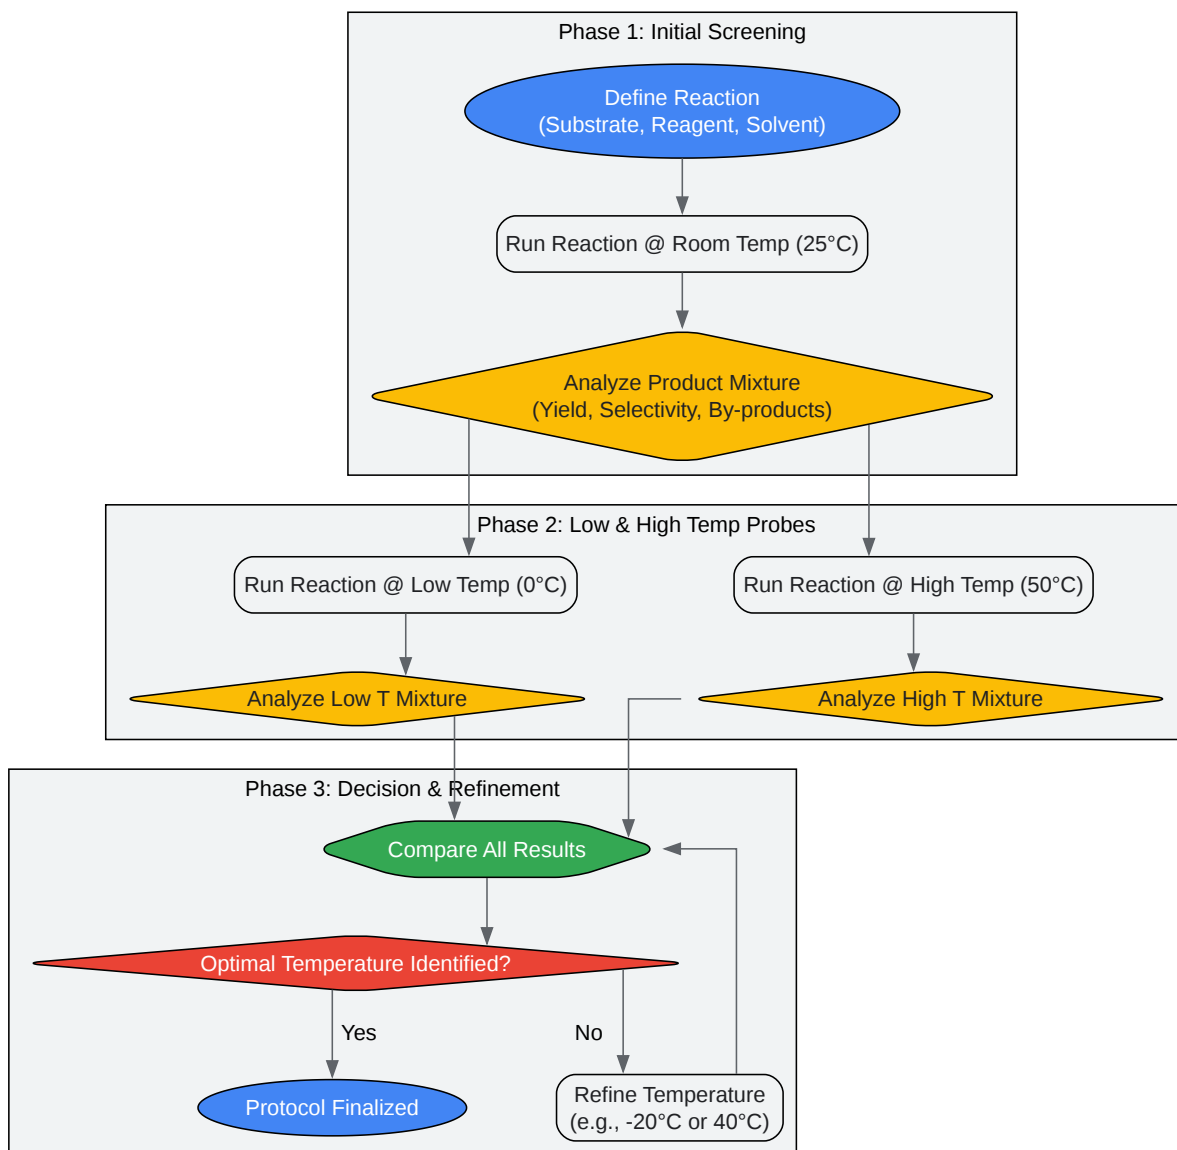 Phase 1: Initial Screening
Define Reaction
(Substrate, Reagent, Solvent)
Run Reaction @ Room Temp (25°C)
Analyze Product Mixture
(Yield, Selectivity, By-products)
Phase 2: Low & High Temp Probes
Run Reaction @ Low Temp (0°C)
Run Reaction @ High Temp (50°C)
Analyze Low T Mixture
Analyze High T Mixture
Phase 3: Decision & Refinement
Compare All Results
Optimal Temperature Identified?
Yes
No
Protocol Finalized
Refine Temperature
(e.g., -20°C or 40°C)